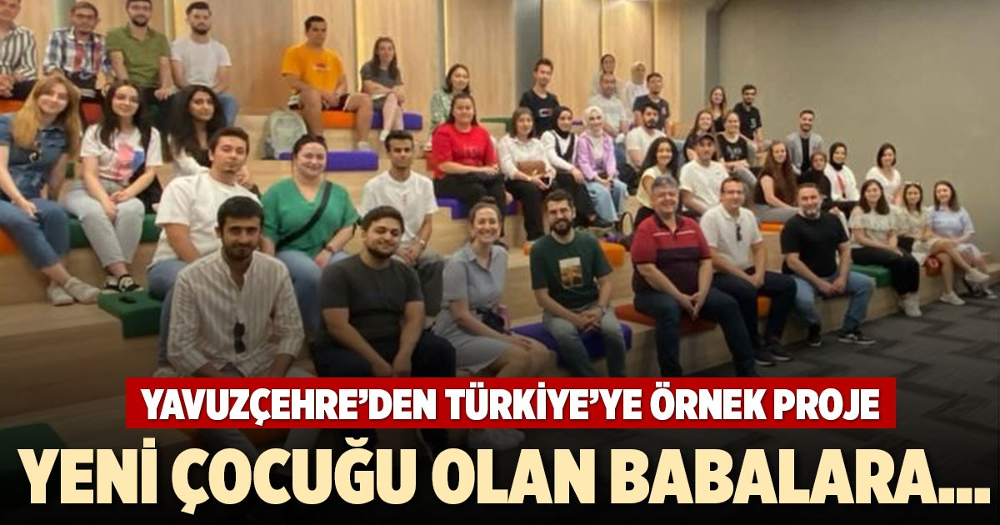 YAVUZÇEHRE’DEN TÜRKİYE’YE ÖRNEK PROJE
YENİ ÇOCUĞU OLAN BABALARA...